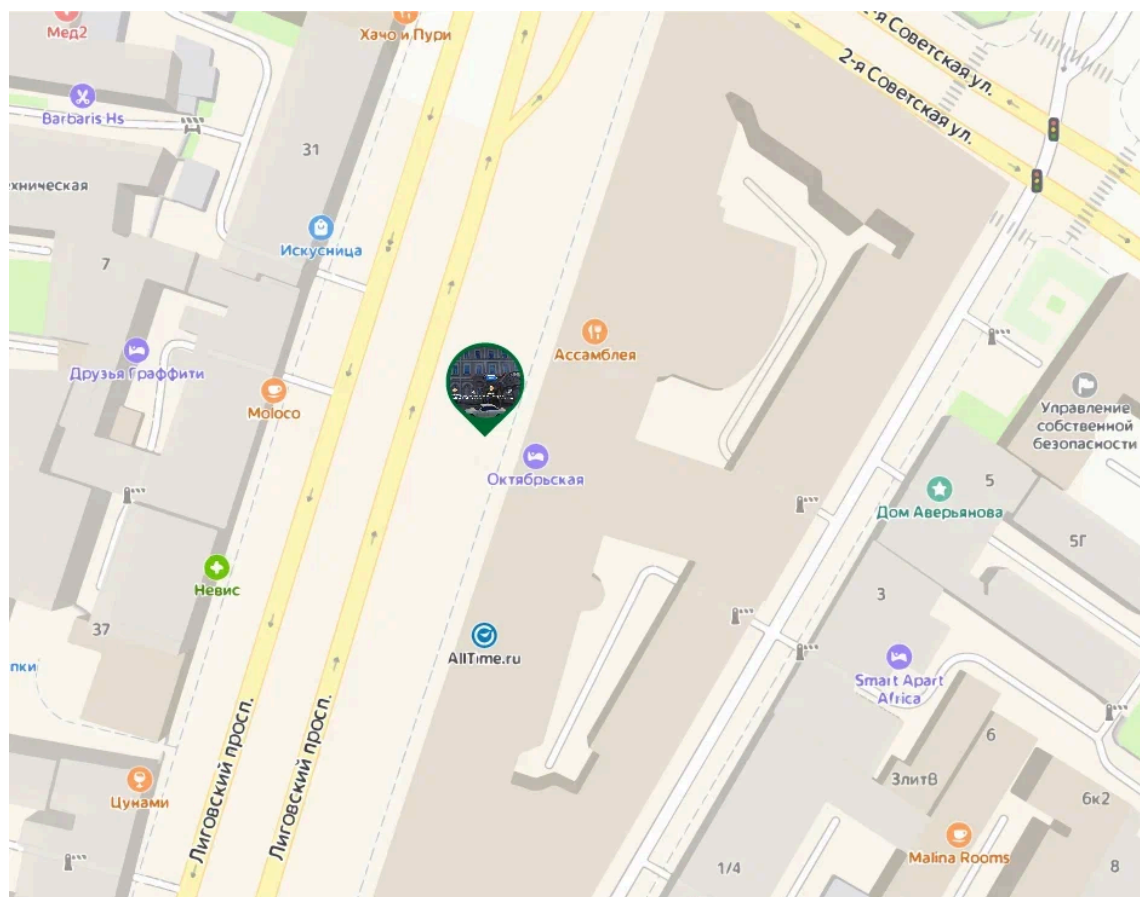 Мед2
Хачо и Пури
2-я Советская ул.
-я Советская ул.
Barbaris Hs
31
ехническая
Искусница
7
Ассамблея
Друзья Граффити
Moloco
Управление
собственной
безопасности
Октябрьская
5
Дом Аверьянова
5Г
Невис
3
37
AllTime.ru
пки
Smart Apart
Africa
Лиговский просп.
Лиговский просп.
6
3литВ
Цунами
6к2
Malina Rooms
1/4
8